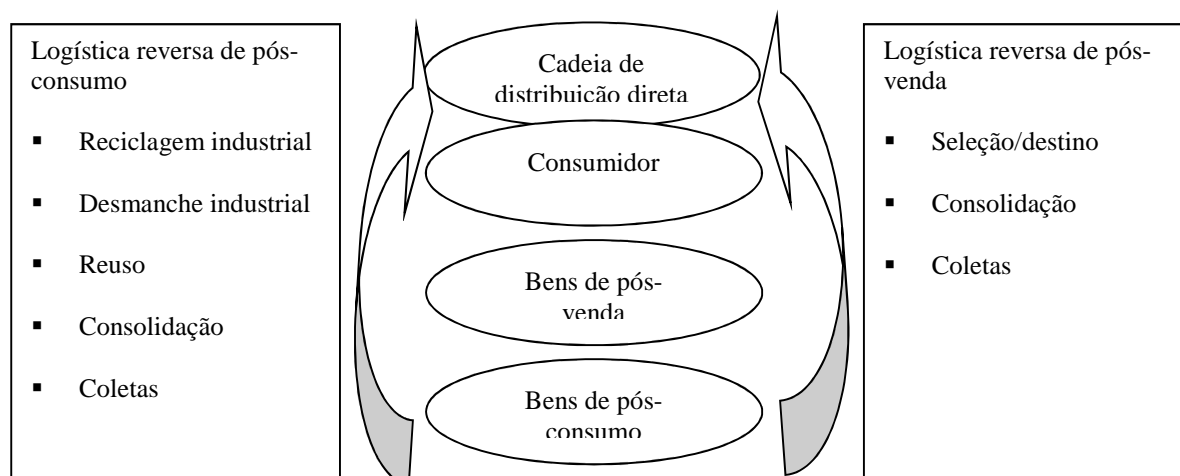 Logística reversa de pós-
consumo
▪ Reciclagem industrial
▪ Desmanche industrial
▪ Reuso
▪ Consolidação
▪ Coletas
Cadeia de
distribuição direta
Consumidor
Bens de pós-
venda
Bens de pós-
consumo
Logística reversa de pós-
venda
▪ Seleção/destino
▪ Consolidação
▪ Coletas